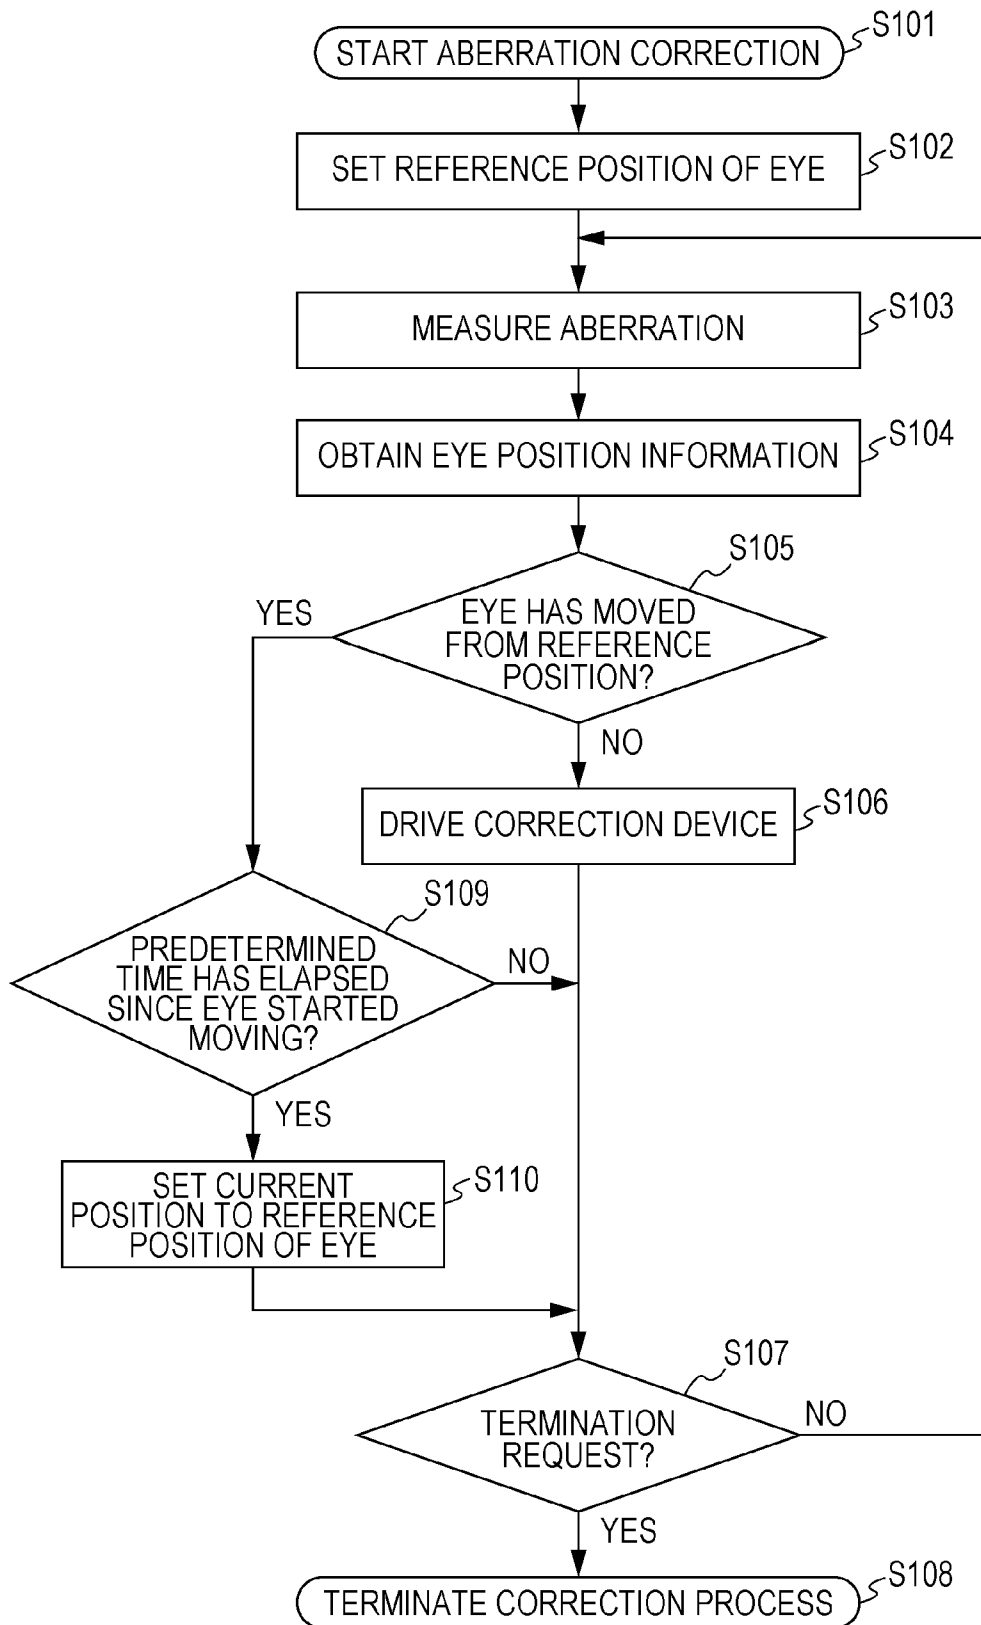 START ABERRATION CORRECTION
S101
SET REFERENCE POSITION OF EYE
S102
MEASURE ABERRATION
S103
OBTAIN EYE POSITION INFORMATION
S104
S105
EYE HAS MOVED
FROM REFERENCE
POSITION?
YES
NO
DRIVE CORRECTION DEVICE
S106
S109
PREDETERMINED
TIME HAS ELAPSED
SINCE EYE STARTED
MOVING?
NO
YES
SET CURRENT
POSITION TO REFERENCE
POSITION OF EYE
S110
S107
TERMINATION
REQUEST?
NO
YES
TERMINATE CORRECTION PROCESS
S108